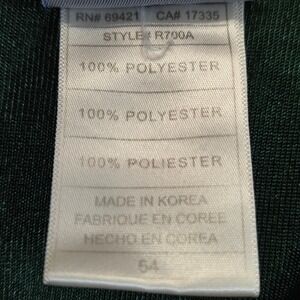 RN# 69421 CA# 17335
STYLE# R700A
100% POLYESTER
100% POLYESTER
100% POLIESTER
MADE IN KOREA
FABRIQUE EN COREE
HECHO EN COREA
54